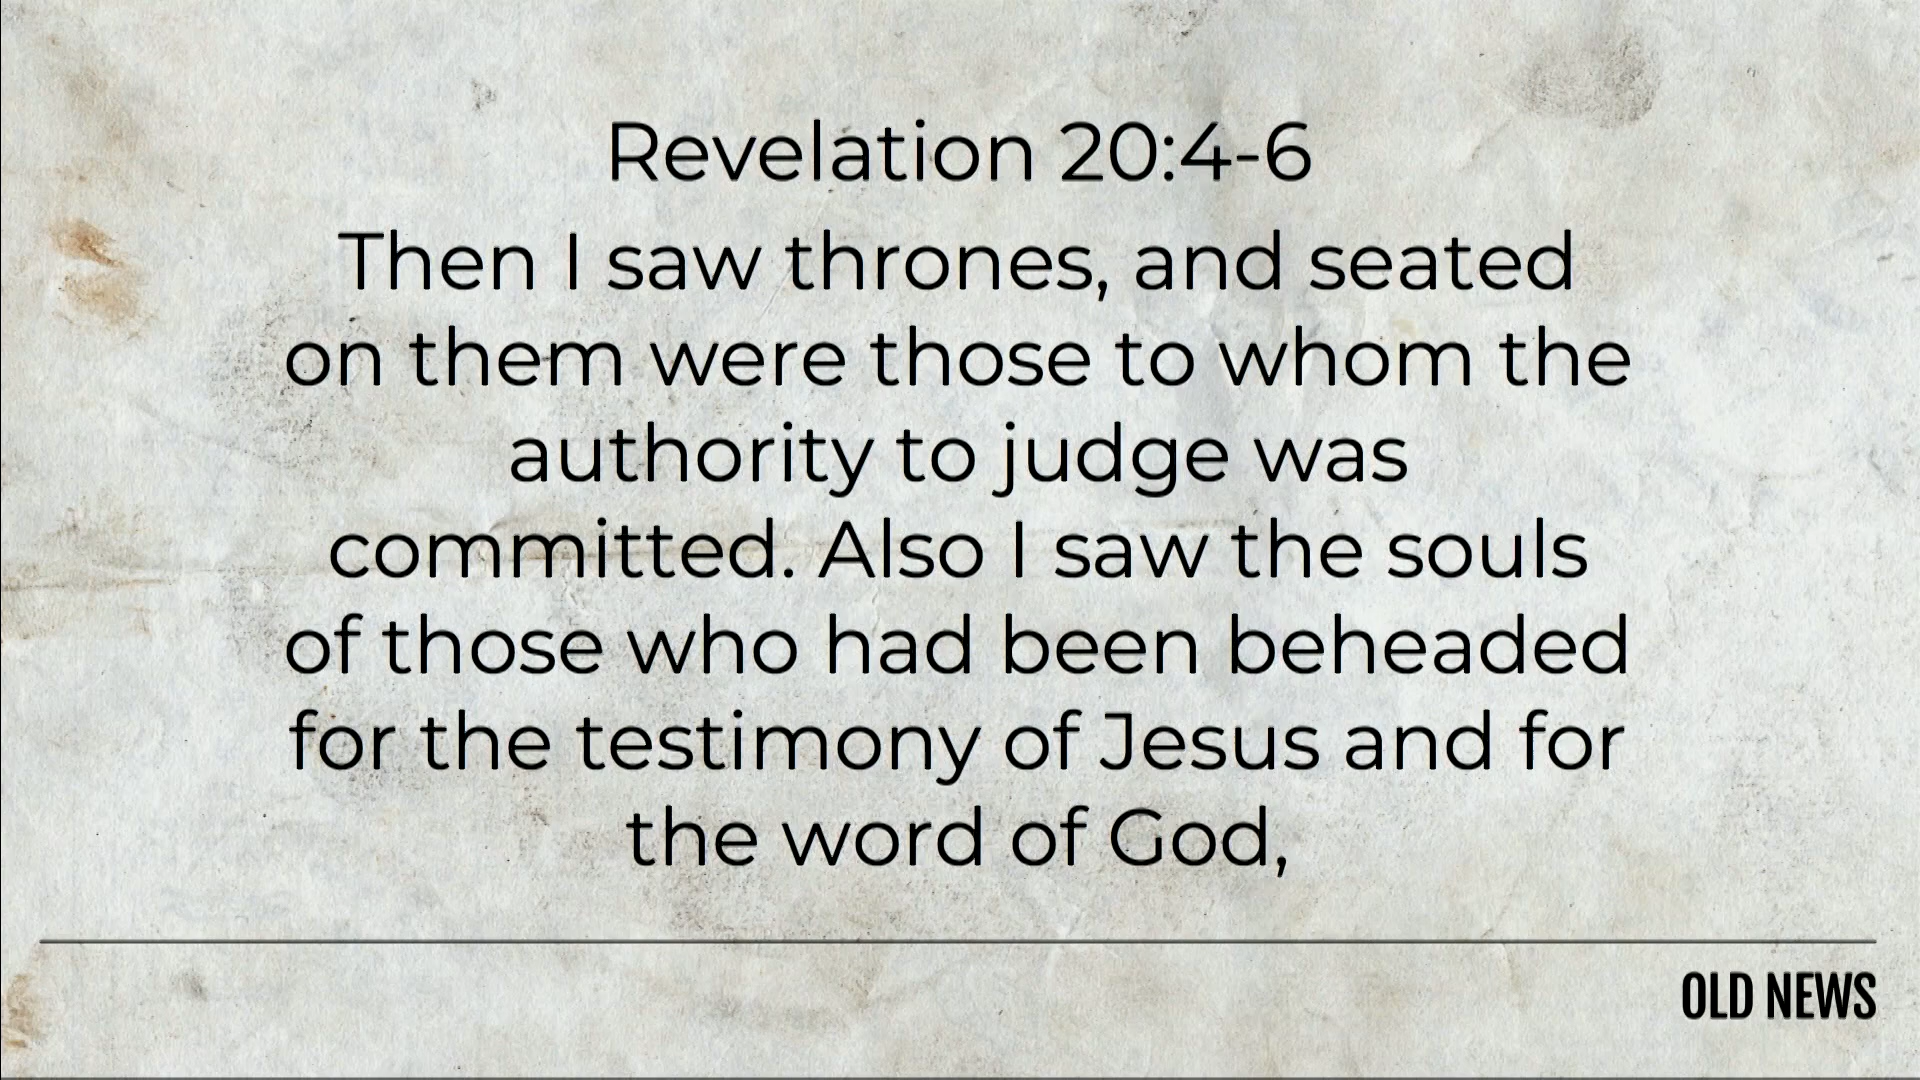 Revelation 20:4-6
Then I saw thrones, and seated
on them were those to whom the
authority to judge was
committed. Also I saw the souls
of those who had been beheaded
for the testimony of Jesus and for
the word of God,
OLD NEWS